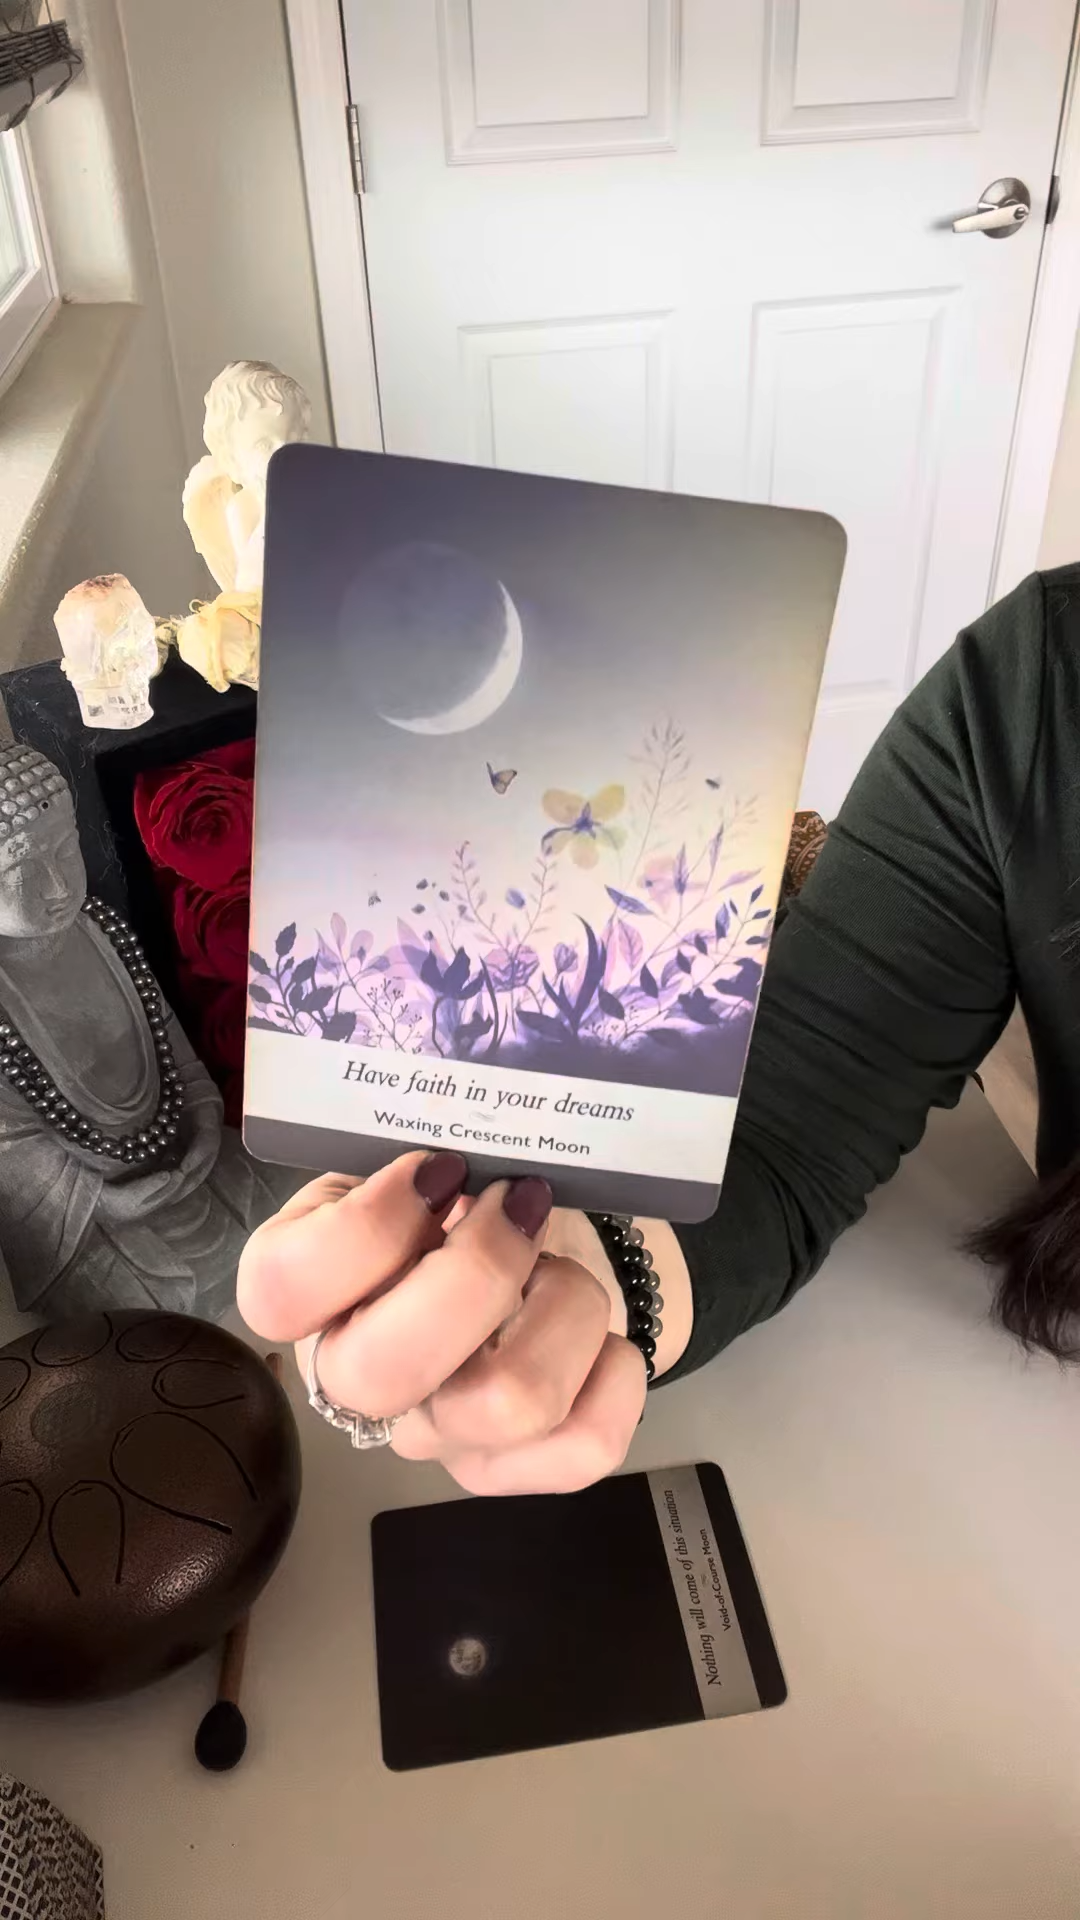 Have faith in your dreams
Waxing Crescent Moon
Nothing will come of this situation
Void-of-Course Moon